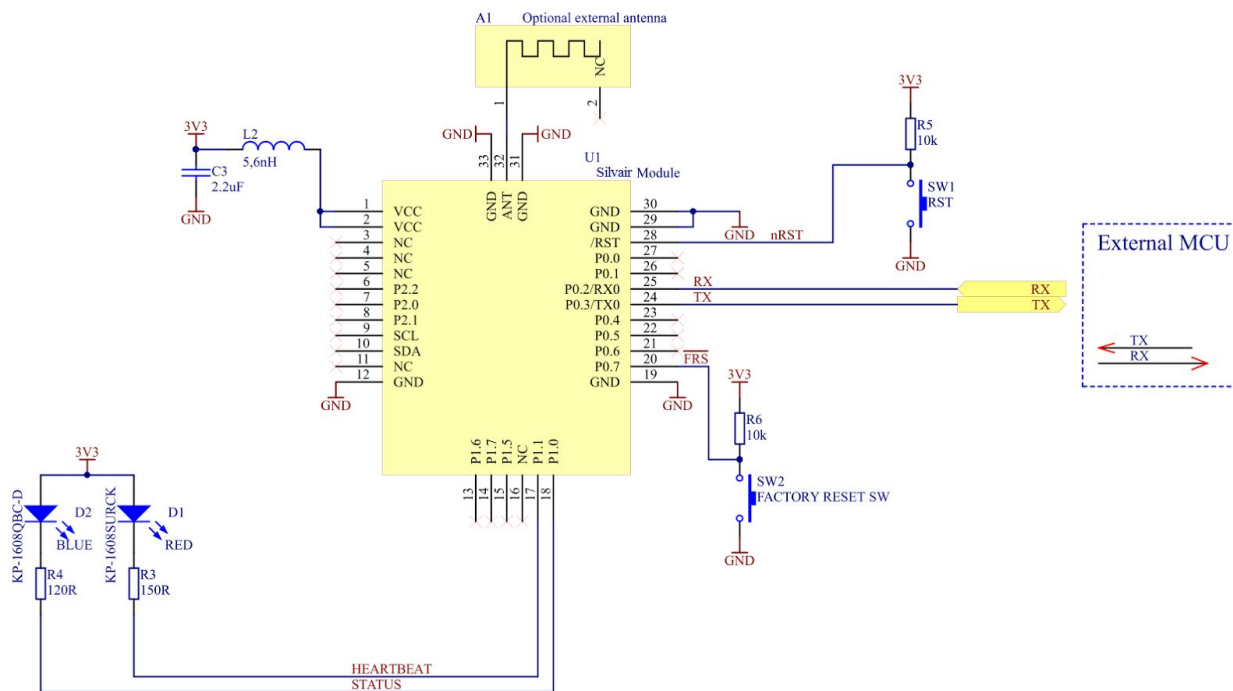 A1
Optional external antenna
NC
1
2
GND
GND
33
32
31
GND
ANT
GND
U1
Silvair Module
3V3
L2
5,6nH
C3
2.2uF
GND
1 VCC
2 VCC
3 NC
4 NC
5 NC
6 P2.2
7 P2.0
8 P2.1
9 SCL
10 SDA
11 NC
12 GND
GND
GND 30
GND 29
/RST 28
P0.0 27
P0.1 26
P0.2/RX0 25
P0.3/TX0 24
P0.4 23
P0.5 22
P0.6 21
P0.7 20
GND 19
GND
GND
nRST
RX
TX
FRS
3V3
R5
10k
SW1
RST
GND
RX
TX
External MCU
TX
RX
3V3
R6
10k
SW2
FACTORY RESET SW
GND
P1.6
P1.7
P1.5
NC
P1.1
P1.0
13
14
15
16
17
18
3V3
KP-1608QBC-D
D2
BLUE
KP-1608SURCK
D1
RED
R4
120R
R3
150R
HEARTBEAT
STATUS